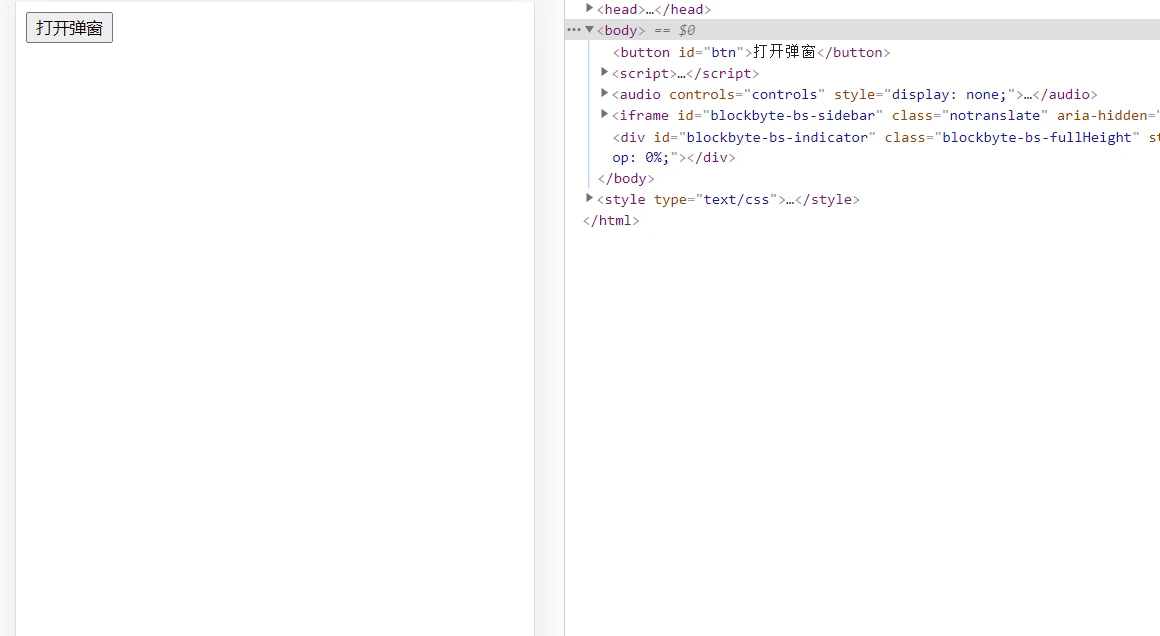 打开弹窗
<head>…</head>
<body> == $0
<button id="btn">打开弹窗</button>
<script>…</script>
<audio controls="controls" style="display: none;">…</audio>
<iframe id="blockbyte-bs-sidebar" class="notranslate" aria-hidden="
<div id="blockbyte-bs-indicator" class="blockbyte-bs-fullHeight" st
op: 0%;"></div>
</body>
<style type="text/css">…</style>
</html>